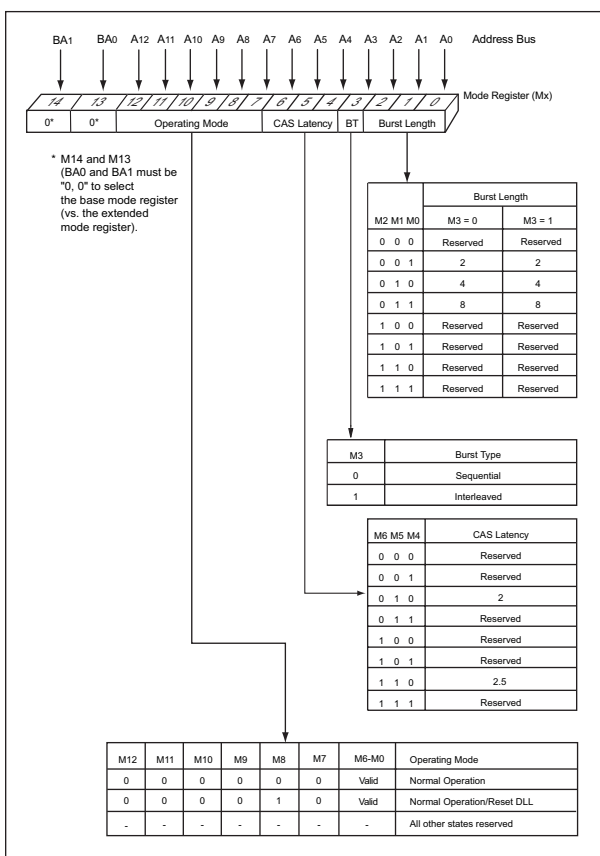 BA1 BA0 A12 A11 A10 A9 A8 A7 A6 A5 A4 A3 A2 A1 A0 Address Bus
14 13 12 11 10 9 8 7 6 5 4 3 2 1 0 Mode Register (Mx)
0* 0* Operating Mode CAS Latency BT Burst Length
* M14 and M13
(BA0 and BA1 must be
"0, 0" to select
the base mode register
(vs. the extended
mode register).
Burst Length
M2 M1 M0 M3 = 0 M3 = 1
0 0 0 Reserved Reserved
0 0 1 2 2
0 1 0 4 4
0 1 1 8 8
1 0 0 Reserved Reserved
1 0 1 Reserved Reserved
1 1 0 Reserved Reserved
1 1 1 Reserved Reserved
M3 Burst Type
0 Sequential
1 Interleaved
M6 M5 M4 CAS Latency
0 0 0 Reserved
0 0 1 Reserved
0 1 0 2
0 1 1 Reserved
1 0 0 Reserved
1 0 1 Reserved
1 1 0 2.5
1 1 1 Reserved
M12 M11 M10 M9 M8 M7 M6-M0 Operating Mode
0 0 0 0 0 0 Valid Normal Operation
0 0 0 0 1 0 Valid Normal Operation/Reset DLL
- - - - - - - All other states reserved